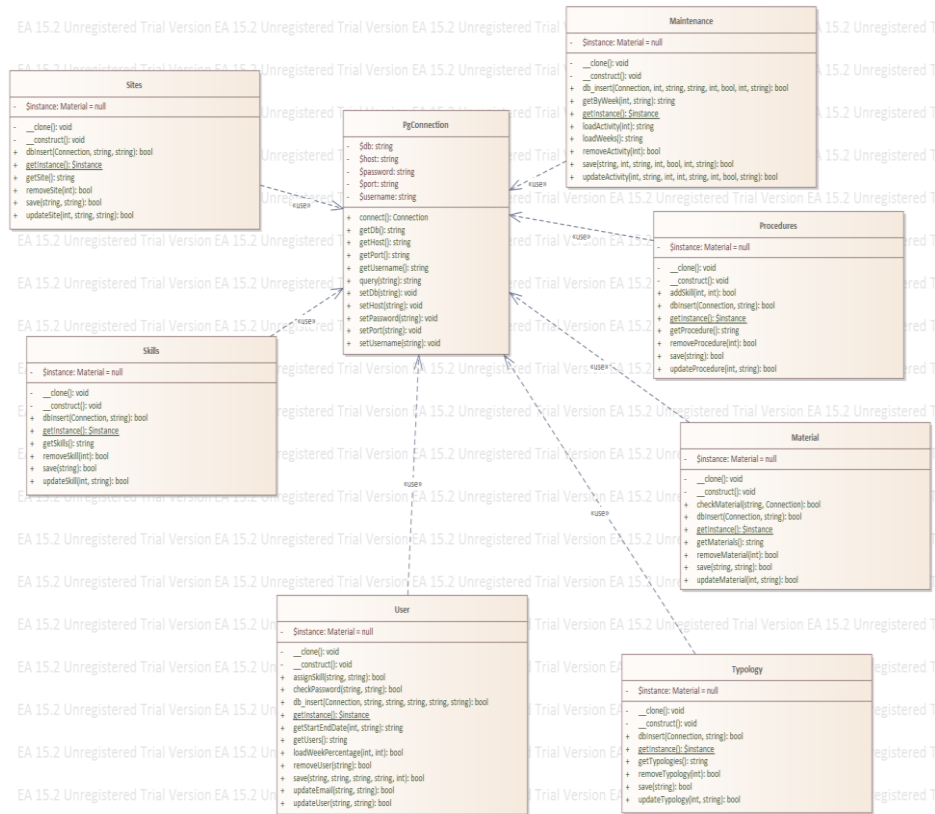 Maintenance
- $instance: Material = null
- __clone(): void
- __construct(): void
+ db_insert(Connection, int, string, string, int, bool, int, string): bool
+ getByWeek(int, string): string
+ getInstance(): $instance
+ loadActivity(int): string
+ loadWeeks(): string
+ removeActivity(int): bool
+ save(string, int, string, int, bool, int, string): bool
+ updateActivity(string, int, int, string, int, bool, string): bool
Sites
- $instance: Material = null
- __clone(): void
- __construct(): void
+ dbInsert(Connection, string, string): bool
+ getInstance(): $instance
+ getSite(): string
+ removeSite(int): bool
+ save(string, string): bool
+ updateSite(int, string, string): bool
PgConnection
- $db: string
- $host: string
- $password: string
- $port: string
- $username: string
+ connect(): Connection
+ getDb(): string
+ getHost(): string
+ getPort(): string
+ getUsername(): string
+ query(string): string
+ setDb(string): void
+ setHost(string): void
+ setPassword(string): void
+ setPort(string): void
+ setUsername(string): void
«use»
«use»
«use»
«use»
«use»
«use»
«use»
Procedures
- $instance: Material = null
- __clone(): void
- __construct(): void
+ addSkill(int, int): bool
+ dbInsert(Connection, string): bool
+ getInstance(): $instance
+ getProcedure(): string
+ removeProcedure(int): bool
+ save(string): bool
+ updateProcedure(int, string): bool
Skills
- $instance: Material = null
- __clone(): void
- __construct(): void
+ dbInsert(Connection, string): bool
+ getInstance(): $instance
+ getSkills(): string
+ removeSkill(int): bool
+ save(string): bool
+ updateSkill(int, string): bool
Material
- $instance: Material = null
- __clone(): void
- __construct(): void
+ checkMaterial(string, Connection): bool
+ dbInsert(Connection, string): bool
+ getInstance(): $instance
+ getMaterials(): string
+ removeMaterial(int): bool
+ save(string, string): bool
+ updateMaterial(int, string): bool
User
- $instance: Material = null
- __clone(): void
- __construct(): void
+ assignSkill(string, string): bool
+ checkPassword(string, string): bool
+ db_insert(Connection, string, string, string, string, string): bool
+ getInstance(): $instance
+ getStartEndDate(int, string): string
+ getUsers(): string
+ loadWeekPercentage(int, int): bool
+ removeUser(string): bool
+ save(string, string, string, string, int): bool
+ updateEmail(string, string): bool
+ updateUser(string, string): bool
Typology
- $instance: Material = null
- __clone(): void
- __construct(): void
+ dbInsert(Connection, string): bool
+ getInstance(): $instance
+ getTypologies(): string
+ removeTypology(int): bool
+ save(string): bool
+ updateTypology(int, string): bool